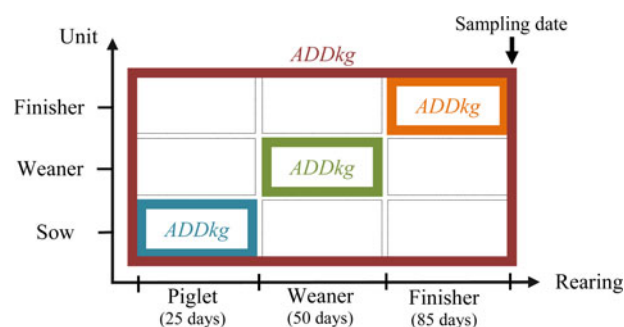 Sampling date
Unit
ADDkg
Finisher
ADDkg
Weaner
ADDkg
Sow
ADDkg
Rearing
Piglet
Weaner
Finisher
(25 days)
(50 days)
(85 days)